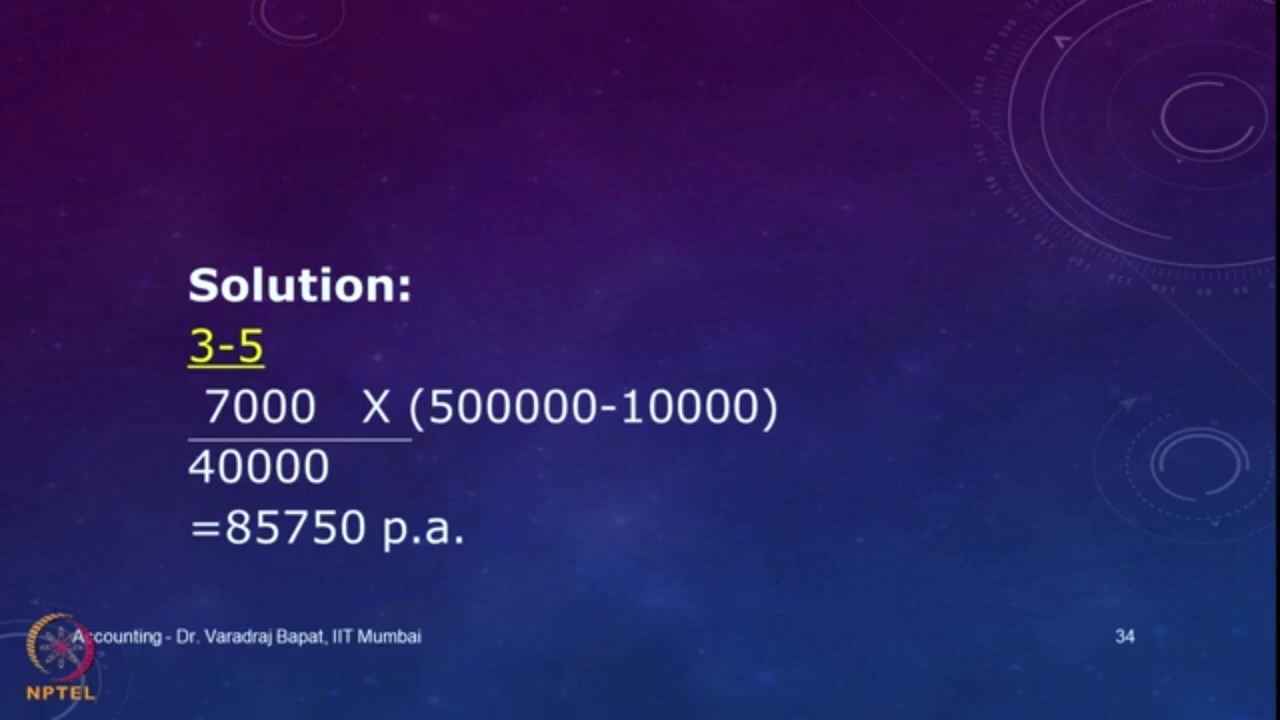 Solution:
3-5
7000 X (500000-10000)
40000
=85750 p.a.
Accounting - Dr. Varadraj Bapat, IIT Mumbai
34
NPTEL